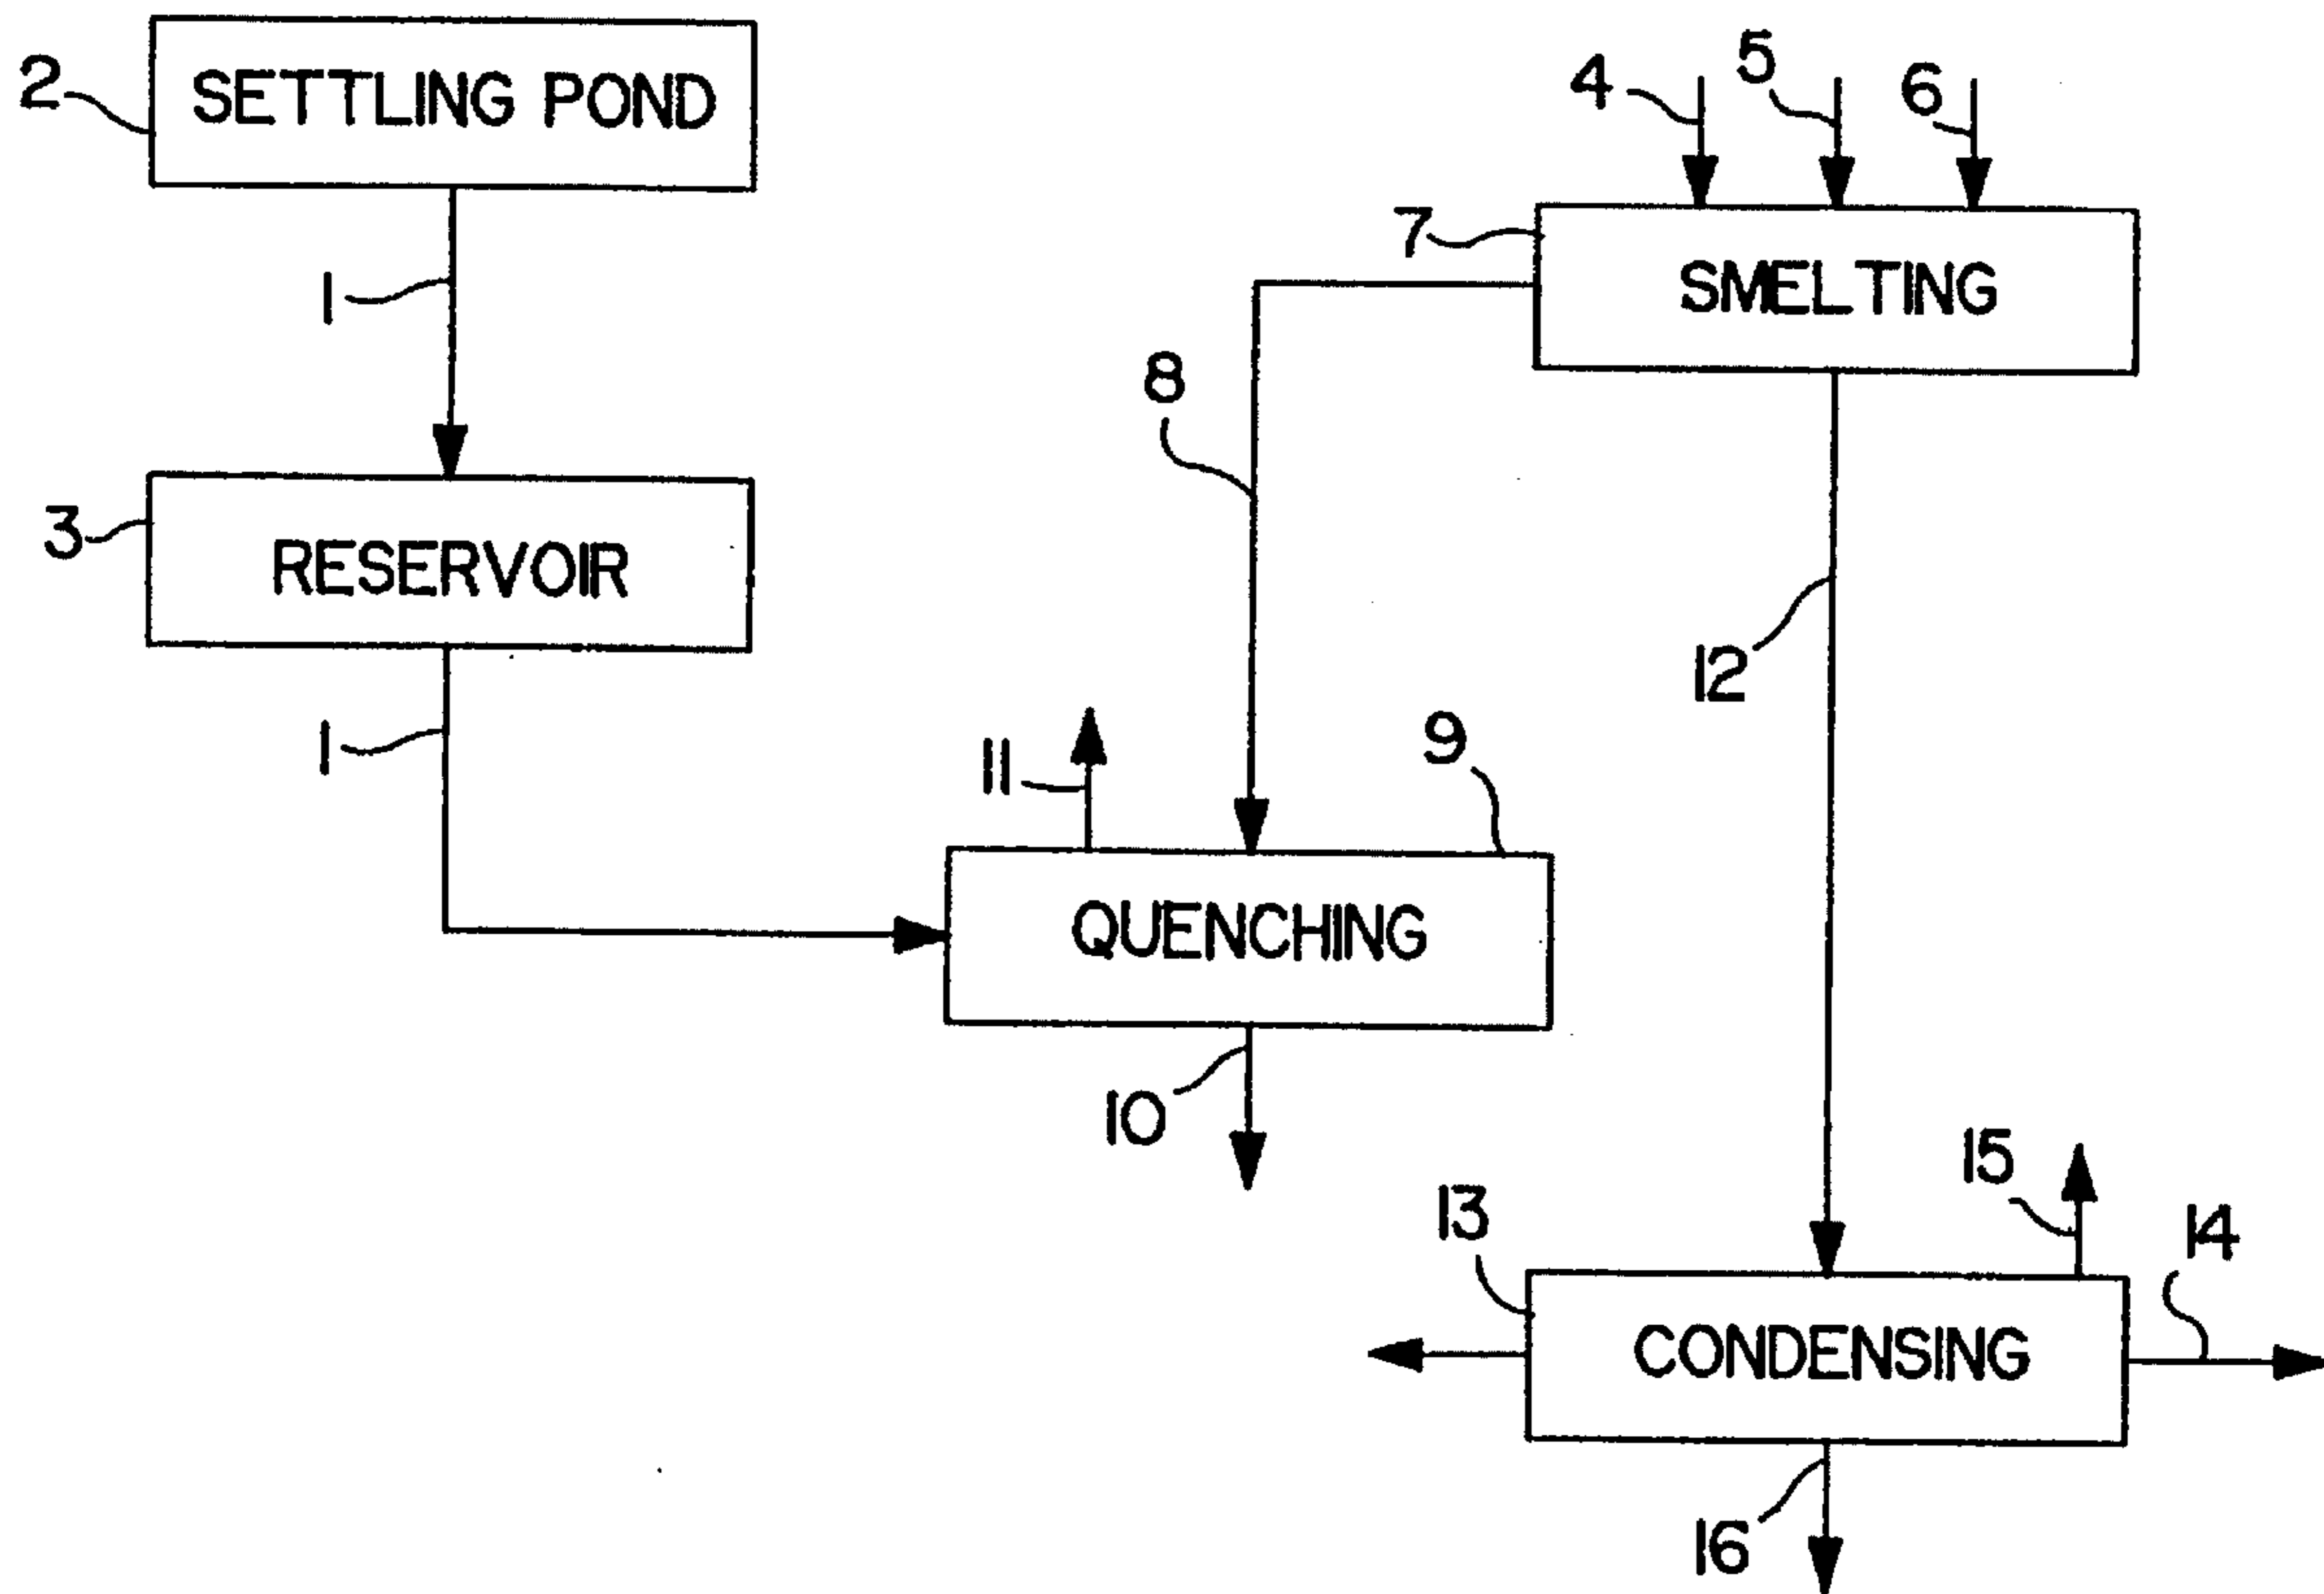 2
SETTLING POND
1
3
RESERVOIR
1
4 5 6
7
SMELTING
8
12
11
9
QUENCHING
10
13
15
14
CONDENSING
16